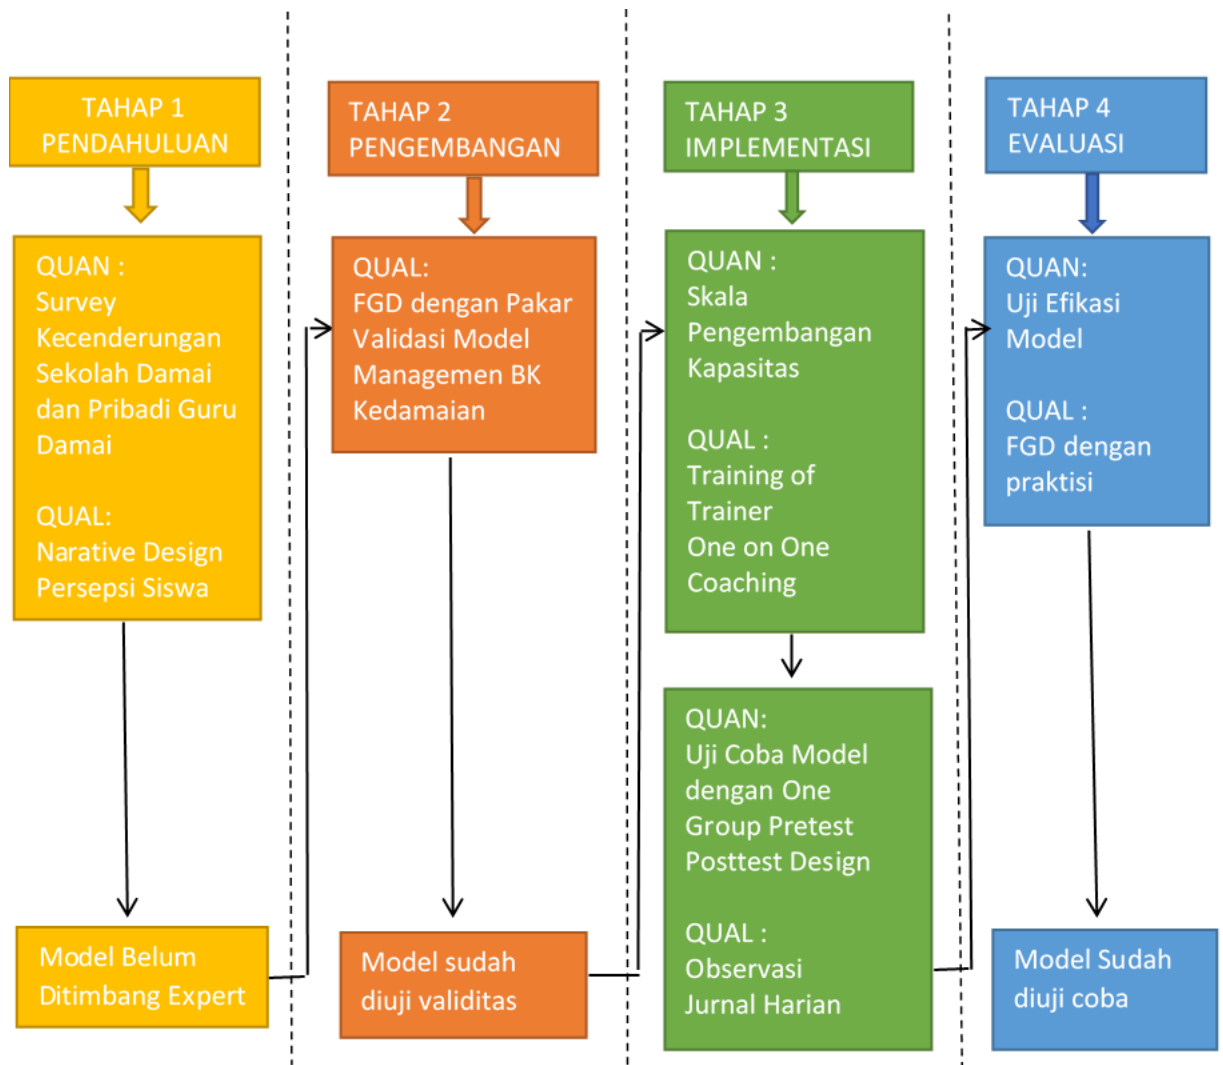 TAHAP 1
PENDAHULUAN
QUAN :
Survey
Kecenderungan
Sekolah Damai
dan Pribadi Guru
Damai
QUAL:
Narative Design
Persepsi Siswa
Model Belum
Ditimbang Expert
TAHAP 2
PENGEMBANGAN
QUAL:
FGD dengan Pakar
Validasi Model
Managemen BK
Kedamaian
Model sudah
diuji validitas
TAHAP 3
IMPLEMENTASI
QUAN :
Skala
Pengembangan
Kapasitas
QUAL :
Training of
Trainer
One on One
Coaching
QUAN:
Uji Coba Model
dengan One
Group Pretest
Posttest Design
QUAL :
Observasi
Jurnal Harian
TAHAP 4
EVALUASI
QUAN:
Uji Efikasi
Model
QUAL :
FGD dengan
praktisi
Model Sudah
diuji coba